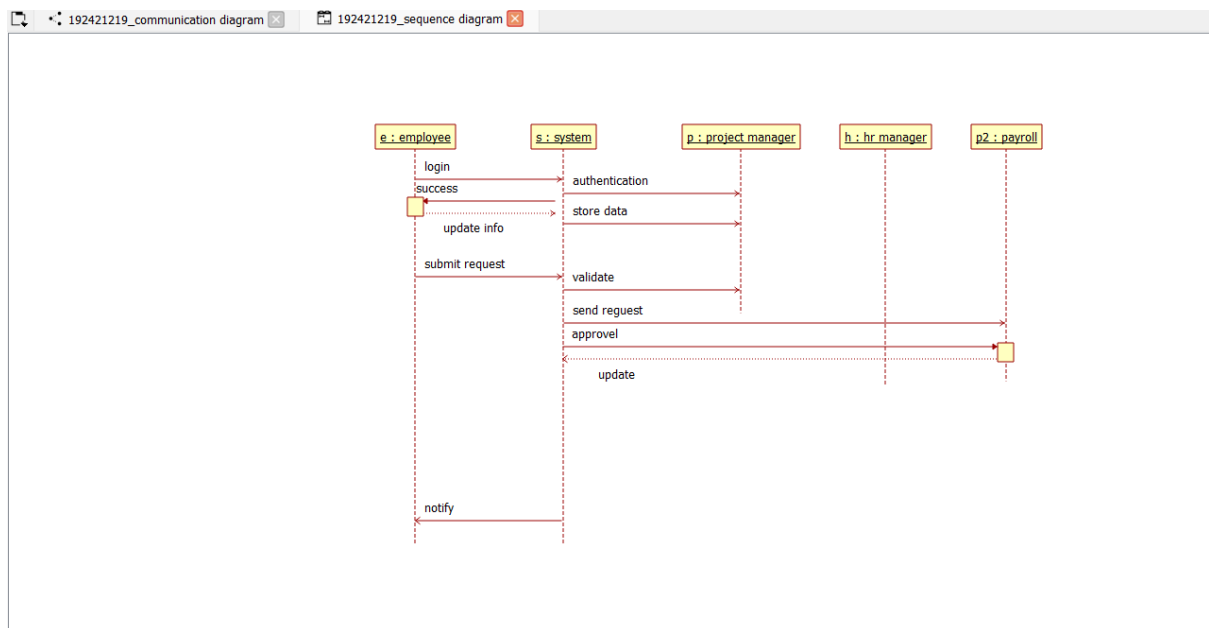 192421219_communication diagram
192421219_sequence diagram
e : employee
s : system
p : project manager
h : hr manager
p2 : payroll
login
authentication
success
store data
update info
submit request
validate
send reguest
approvel
update
notify